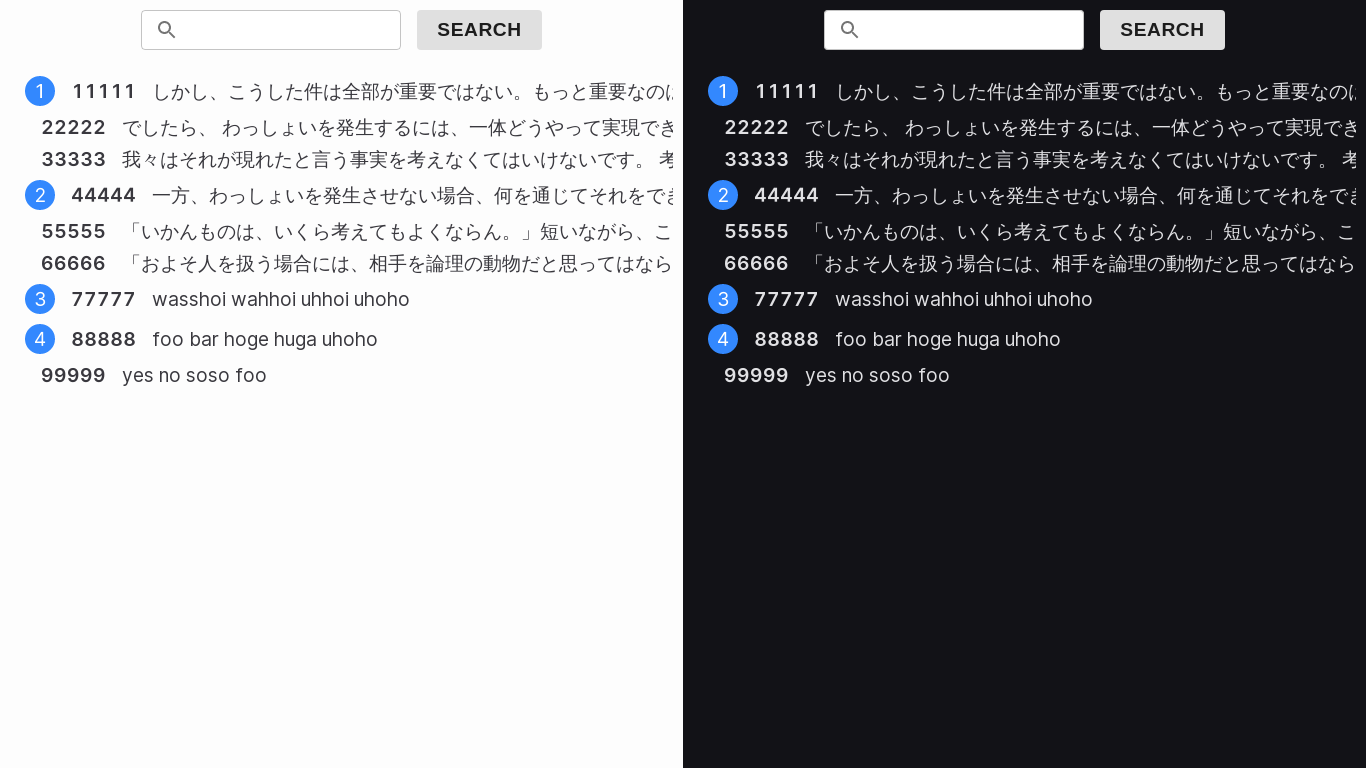 SEARCH
1 11111 しかし、こうした件は全部が重要ではない。もっと重要なのは
22222 でしたら、 わっしょいを発生するには、一体どうやって実現でき
33333 我々はそれが現れたと言う事実を考えなくてはいけないです。 考
2 44444 一方、わっしょいを発生させない場合、何を通じてそれをでき
55555 「いかんものは、いくら考えてもよくならん。」短いながら、こ
66666 「およそ人を扱う場合には、相手を論理の動物だと思ってはなら
3 77777 wasshoi wahhoi uhhoi uhoho
4 88888 foo bar hoge huga uhoho
99999 yes no soso foo
SEARCH
1 11111 しかし、こうした件は全部が重要ではない。もっと重要なのは
22222 でしたら、 わっしょいを発生するには、一体どうやって実現でき
33333 我々はそれが現れたと言う事実を考えなくてはいけないです。 考
2 44444 一方、わっしょいを発生させない場合、何を通じてそれをでき
55555 「いかんものは、いくら考えてもよくならん。」短いながら、こ
66666 「およそ人を扱う場合には、相手を論理の動物だと思ってはなら
3 77777 wasshoi wahhoi uhhoi uhoho
4 88888 foo bar hoge huga uhoho
99999 yes no soso foo